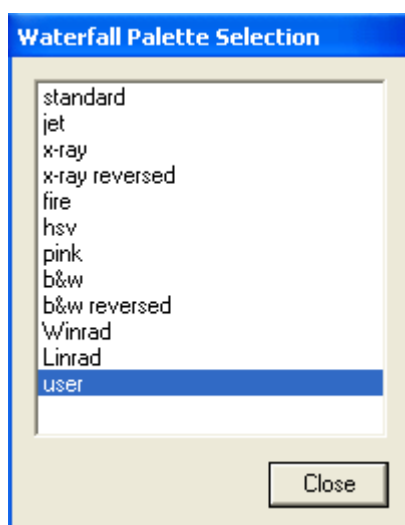 Waterfall Palette Selection
standard
jet
x-ray
x-ray reversed
fire
hsv
pink
b&w
b&w reversed
Winrad
Linrad
user
Close